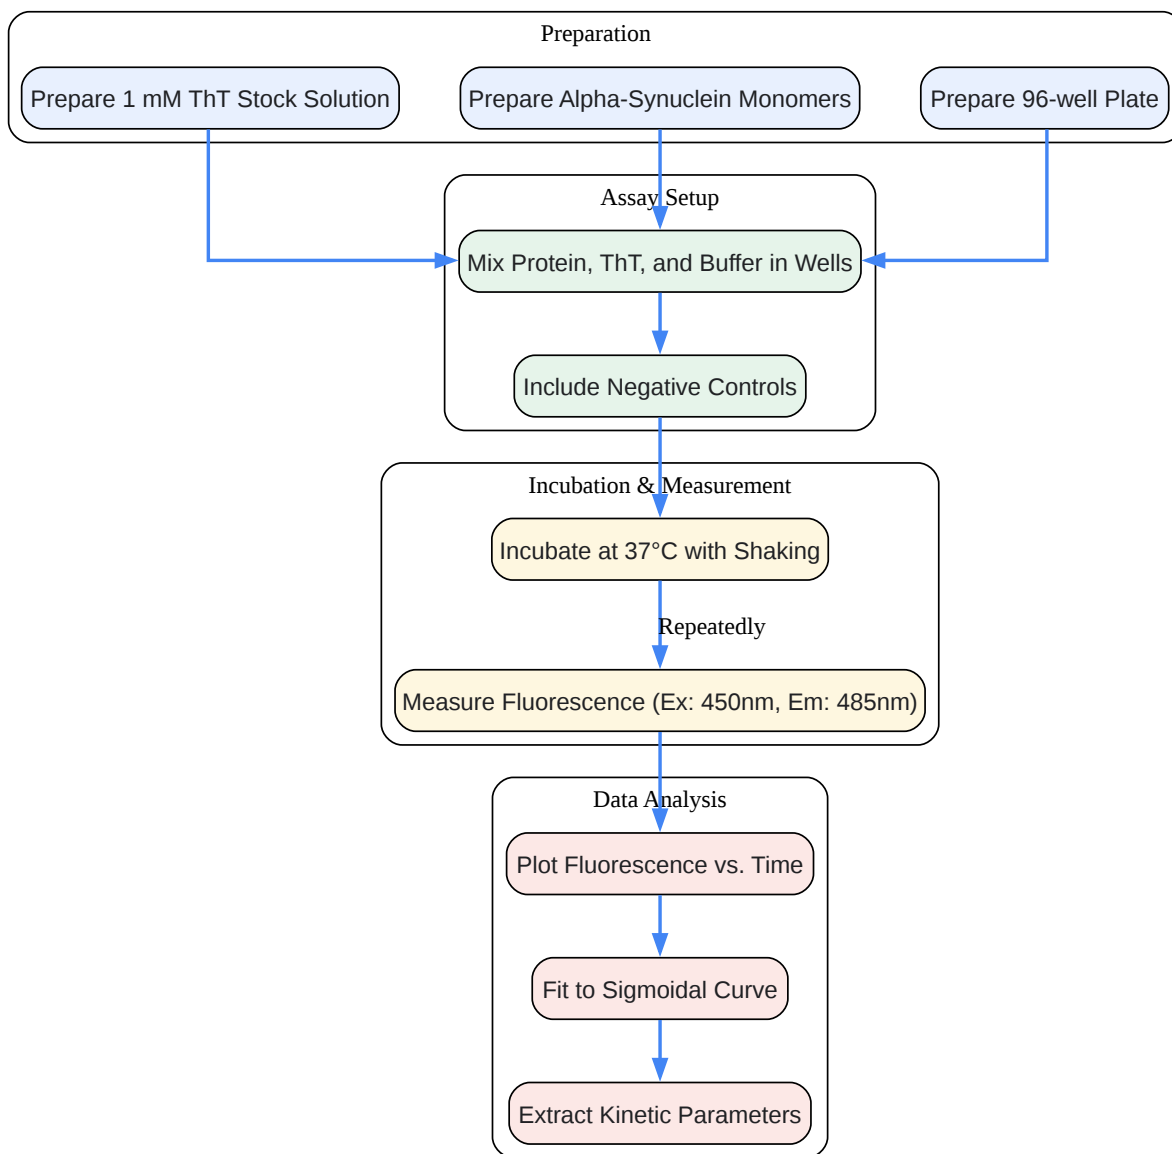 Preparation
Prepare 1 mM ThT Stock Solution
Prepare Alpha-Synuclein Monomers
Prepare 96-well Plate
Assay Setup
Mix Protein, ThT, and Buffer in Wells
Include Negative Controls
Incubation & Measurement
Incubate at 37°C with Shaking
Repeatedly
Measure Fluorescence (Ex: 450nm, Em: 485nm)
Data Analysis
Plot Fluorescence vs. Time
Fit to Sigmoidal Curve
Extract Kinetic Parameters